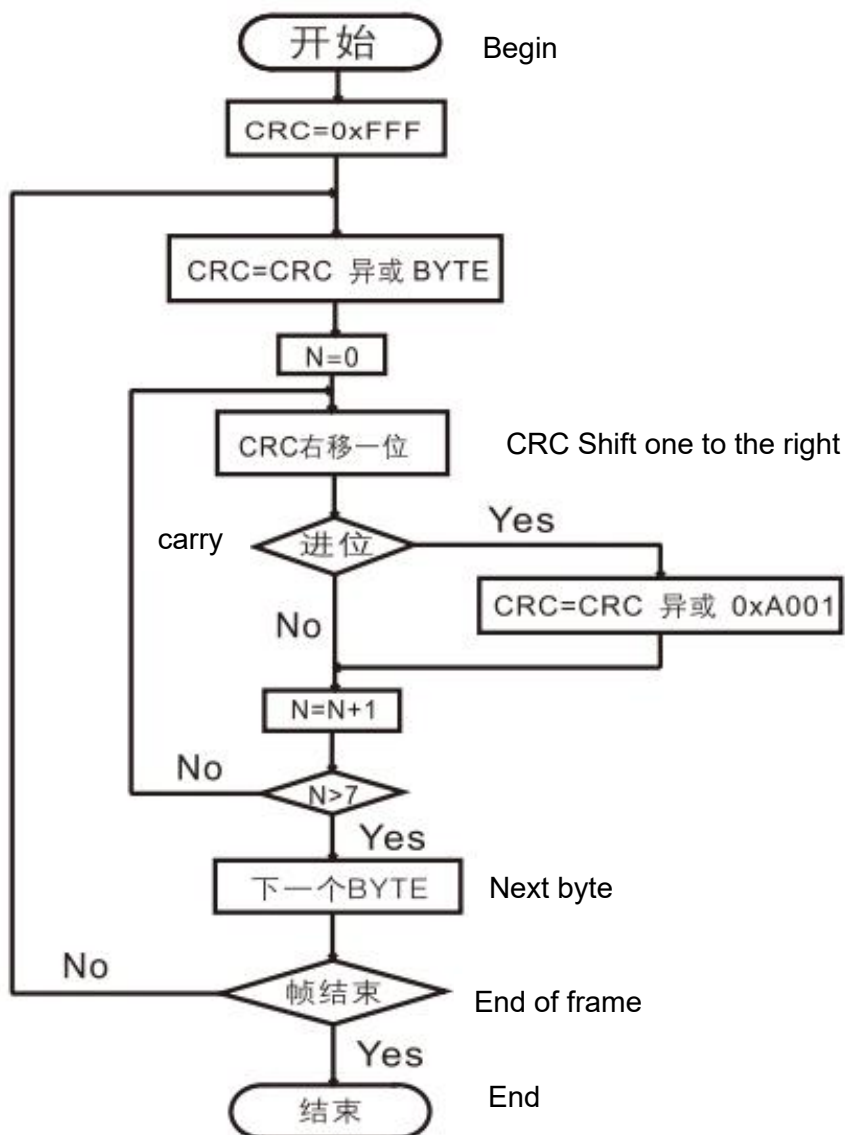 开始 Begin
CRC=0xFFF
CRC=CRC 异或 BYTE
N=0
CRC右移一位 CRC Shift one to the right
carry 进位 Yes
CRC=CRC 异或 0xA001
No
N=N+1
No N>7
Yes
下一个BYTE Next byte
No 帧结束 End of frame
Yes
结束 End